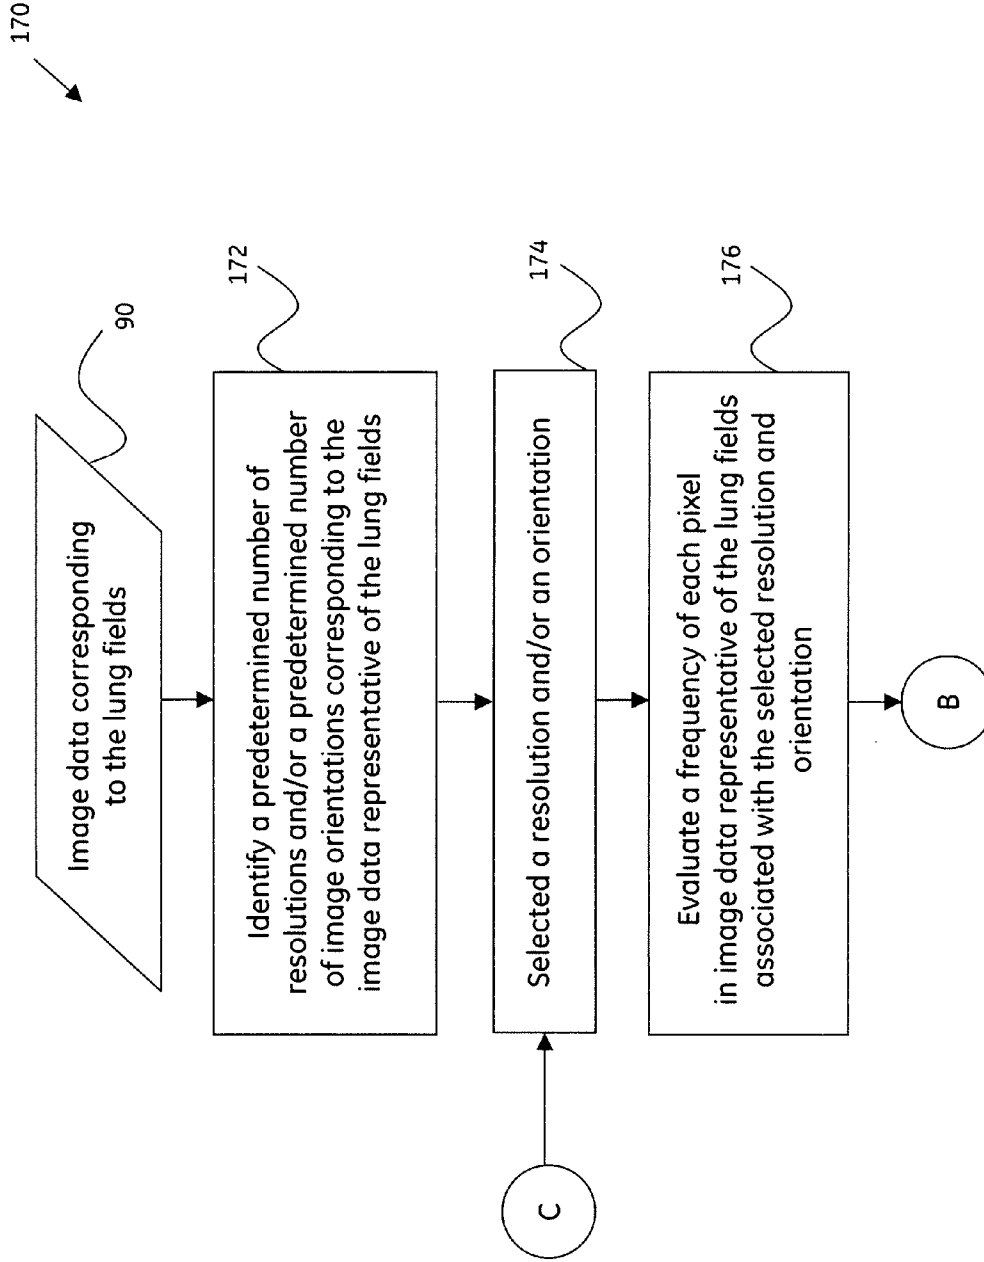 170
Image data corresponding
to the lung fields
90
Identify a predetermined number of
resolutions and/or a predetermined number
of image orientations corresponding to the
image data representative of the lung fields
172
Selected a resolution and/or an orientation
174
C
Evaluate a frequency of each pixel
in image data representative of the lung fields
associated with the selected resolution and
orientation
176
B